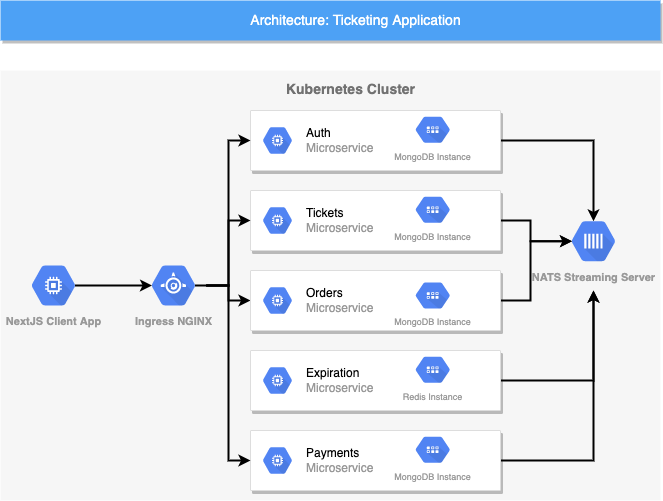 Architecture: Ticketing Application
Kubernetes Cluster
Auth
Microservice
MongoDB Instance
Tickets
Microservice
MongoDB Instance
NextJS Client App
Ingress NGINX
Orders
Microservice
MongoDB Instance
NATS Streaming Server
Expiration
Microservice
Redis Instance
Payments
Microservice
MongoDB Instance